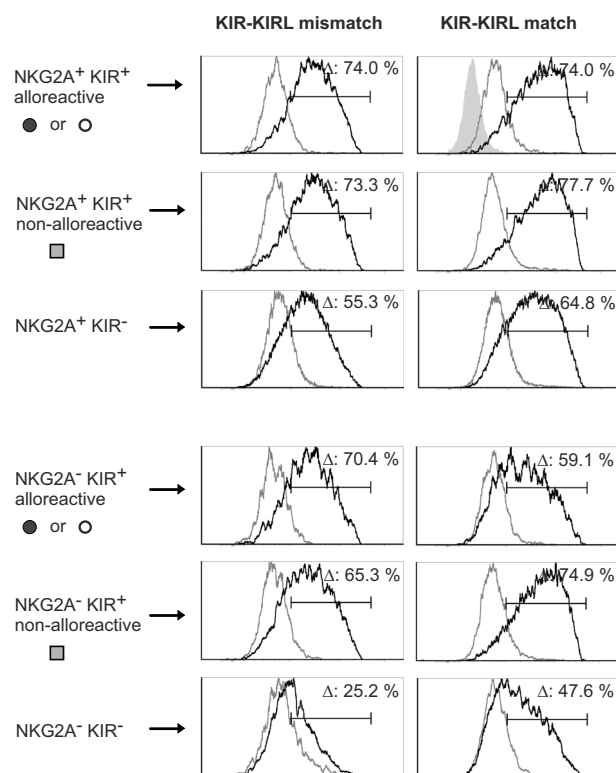 KIR-KIRL mismatch KIR-KIRL match
NKG2A⁺ KIR⁺
alloreactive
or
Δ: 74.0 % Δ: 74.0 %
NKG2A⁺ KIR⁺
non-alloreactive
Δ: 73.3 % Δ: 77.7 %
NKG2A⁺ KIR⁻
Δ: 55.3 % Δ: 64.8 %
NKG2A⁻ KIR⁺
alloreactive
or
Δ: 70.4 % Δ: 59.1 %
NKG2A⁻ KIR⁺
non-alloreactive
Δ: 65.3 % Δ: 74.9 %
NKG2A⁻ KIR⁻
Δ: 25.2 % Δ: 47.6 %